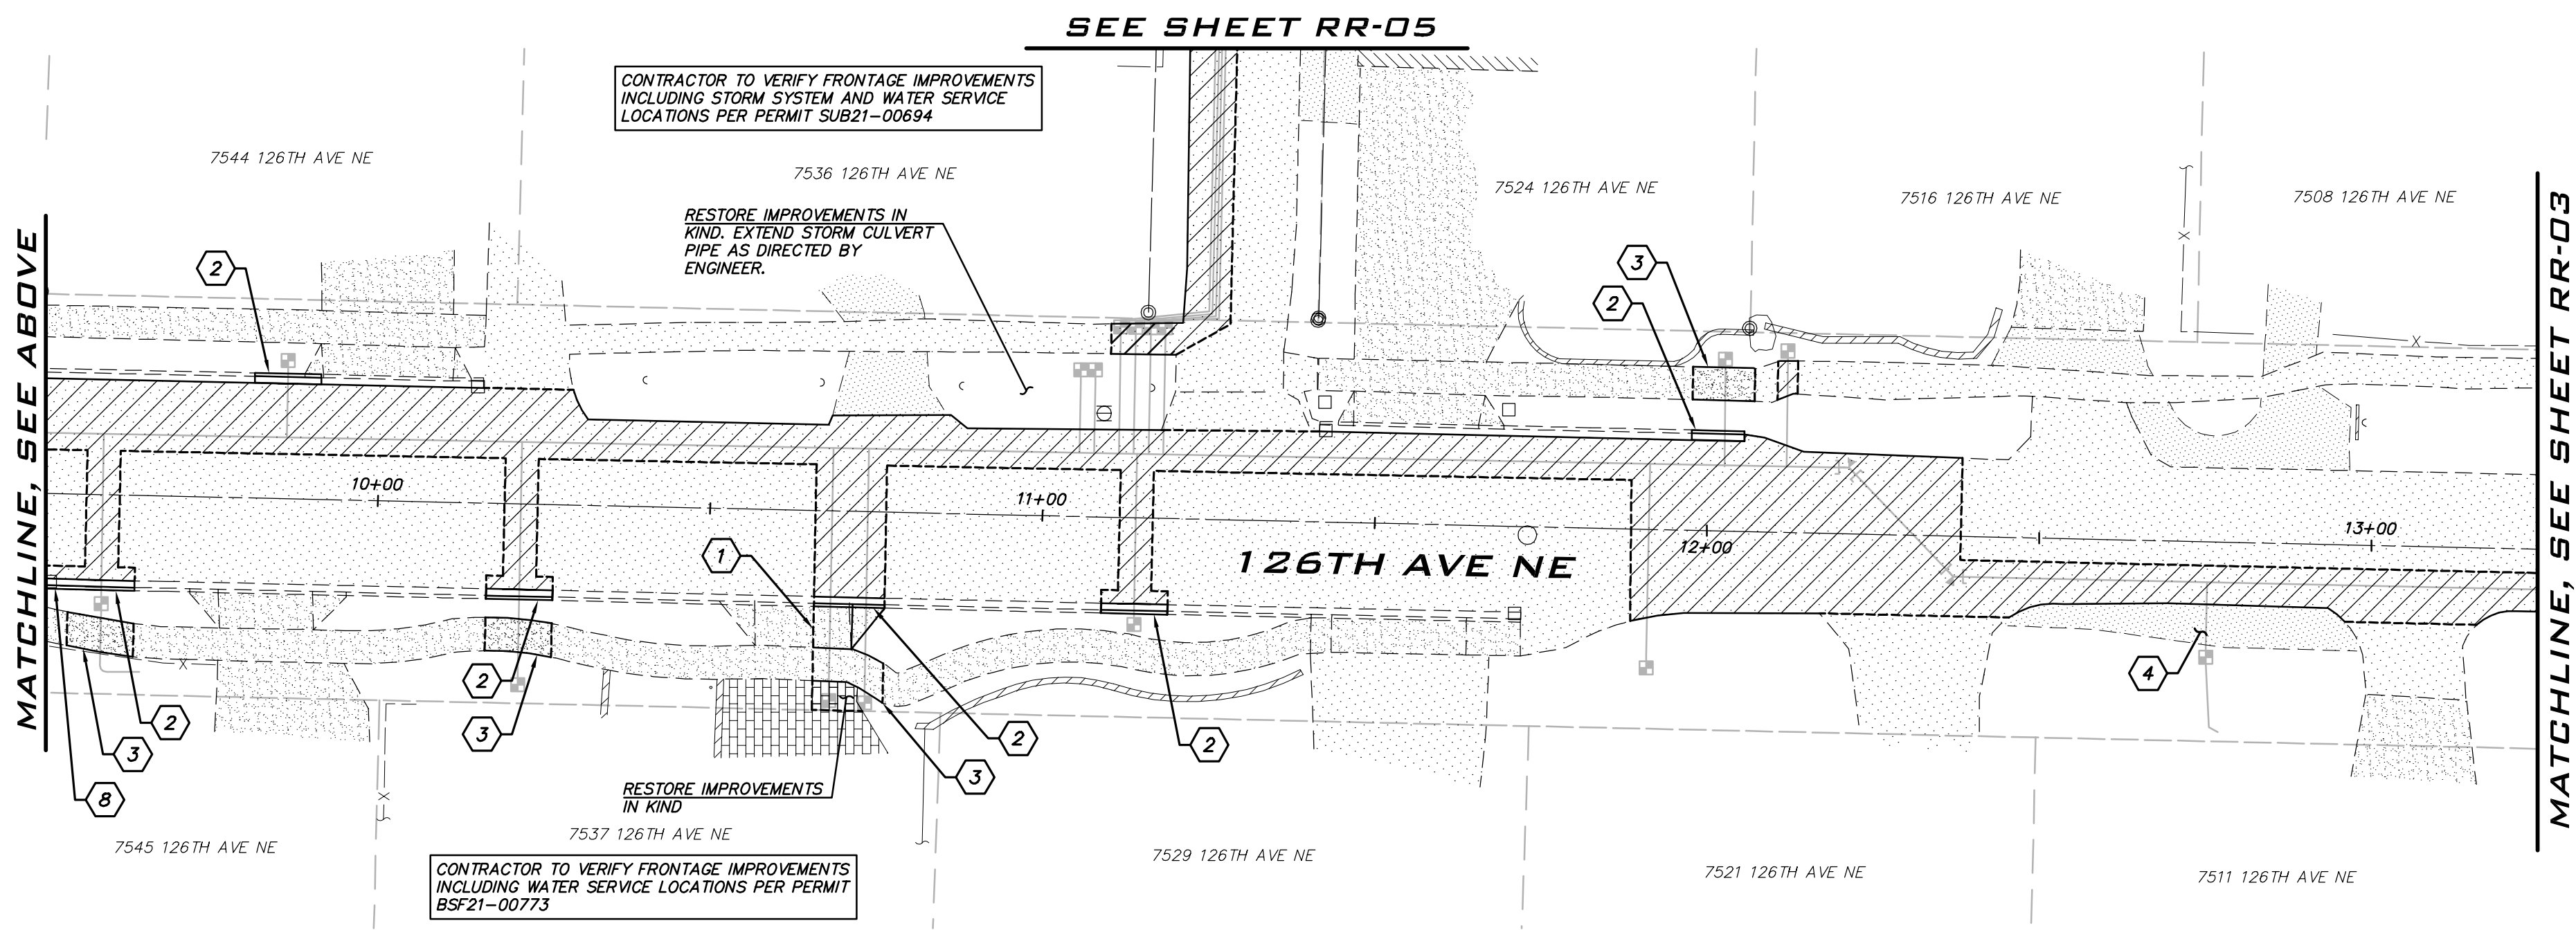 SEE SHEET RR-05
CONTRACTOR TO VERIFY FRONTAGE IMPROVEMENTS
INCLUDING STORM SYSTEM AND WATER SERVICE
LOCATIONS PER PERMIT SUB21-00694
7544 126TH AVE NE
7536 126TH AVE NE
7524 126TH AVE NE
7516 126TH AVE NE
7508 126TH AVE NE
RESTORE IMPROVEMENTS IN
KIND. EXTEND STORM CULVERT
PIPE AS DIRECTED BY
ENGINEER.
MATCHLINE, SEE ABOVE
MATCHLINE, SEE SHEET RR-03
2
3
2
X
X
10+00
11+00
12+00
13+00
126TH AVE NE
1
2
3
8
X
2
3
X
2
3
2
4
RESTORE IMPROVEMENTS
IN KIND
7545 126TH AVE NE
7537 126TH AVE NE
7529 126TH AVE NE
7521 126TH AVE NE
7511 126TH AVE NE
CONTRACTOR TO VERIFY FRONTAGE IMPROVEMENTS
INCLUDING WATER SERVICE LOCATIONS PER PERMIT
BSF21-00773